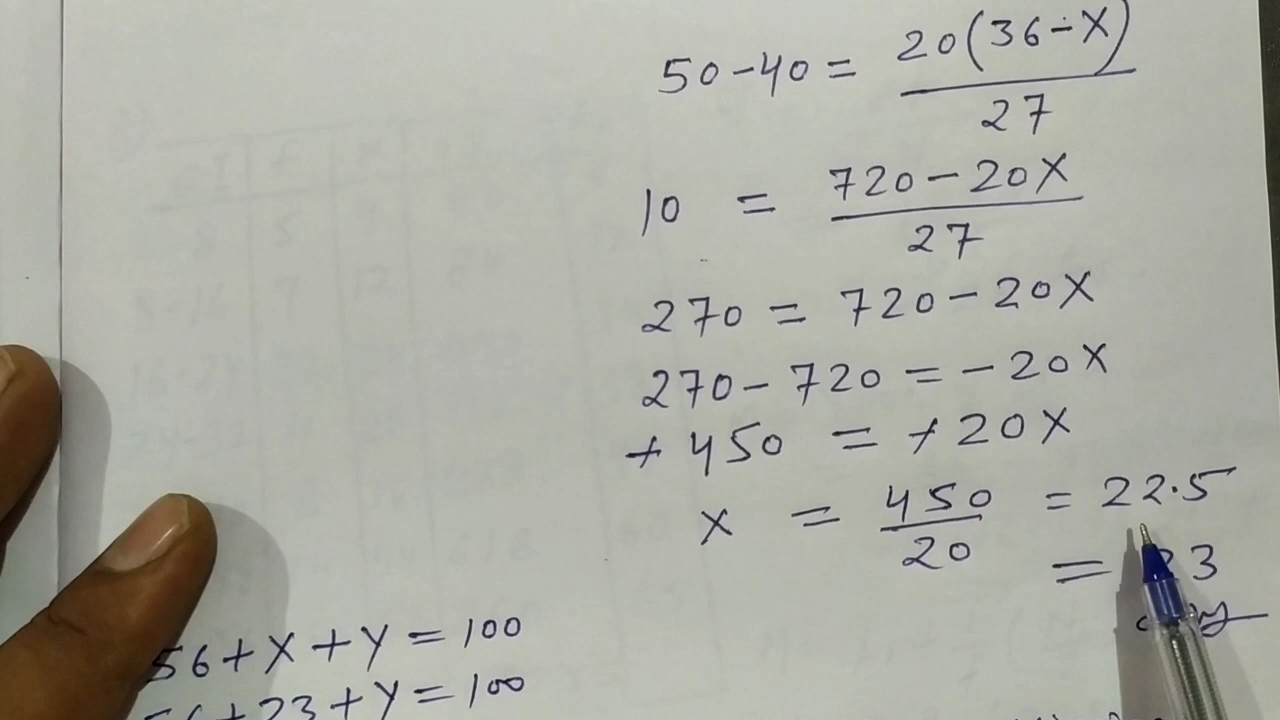 50-40 = 20(36-X)
27
10 = 720-20X
27
270 = 720-20X
270-720 = -20X
+450 = +20X
X = 450 = 22.5
20
56+X+Y = 100
+23+Y = 100